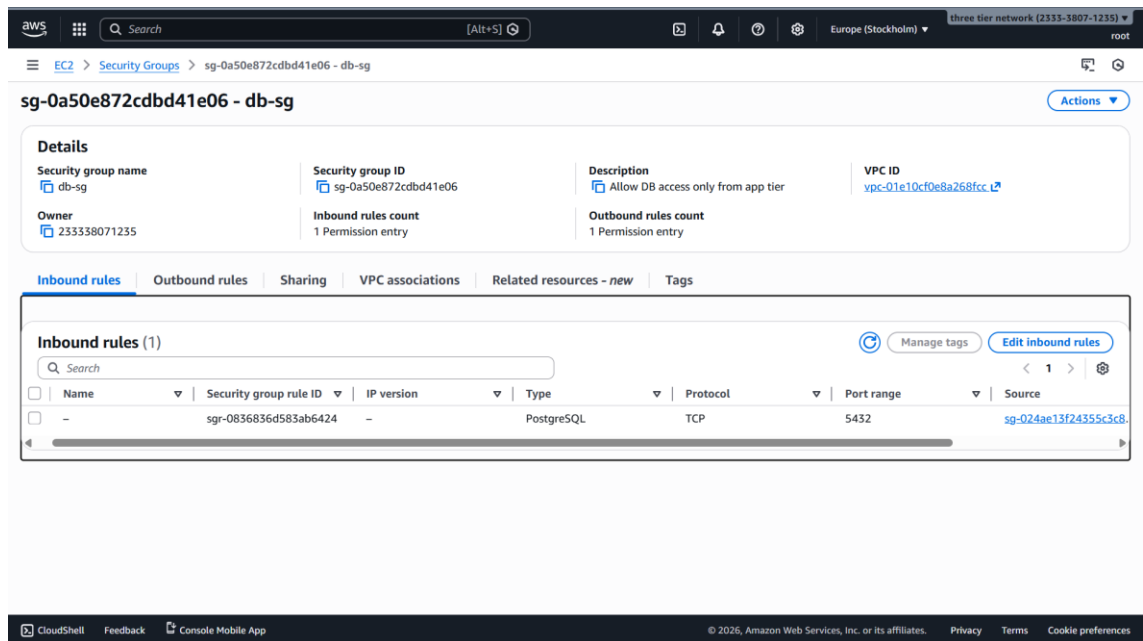 aws
Search [Alt+S] Europe (Stockholm) three tier network (2333-3807-1235)
root
EC2 > Security Groups > sg-0a50e872cdbd41e06 - db-sg
sg-0a50e872cdbd41e06 - db-sg
Actions
Details
Security group name
db-sg
Security group ID
sg-0a50e872cdbd41e06
Description
Allow DB access only from app tier
VPC ID
vpc-01e10cf0e8a268fcc
Owner
233338071235
Inbound rules count
1 Permission entry
Outbound rules count
1 Permission entry
Inbound rules Outbound rules Sharing VPC associations Related resources - new Tags
Inbound rules (1)
Manage tags Edit inbound rules
Search
< 1 >
Name Security group rule ID IP version Type Protocol Port range Source
– sgr-0836836d583ab6424 – PostgreSQL TCP 5432 sg-024ae13f24355c3c8.
CloudShell Feedback Console Mobile App © 2026, Amazon Web Services, Inc. or its affiliates. Privacy Terms Cookie preferences